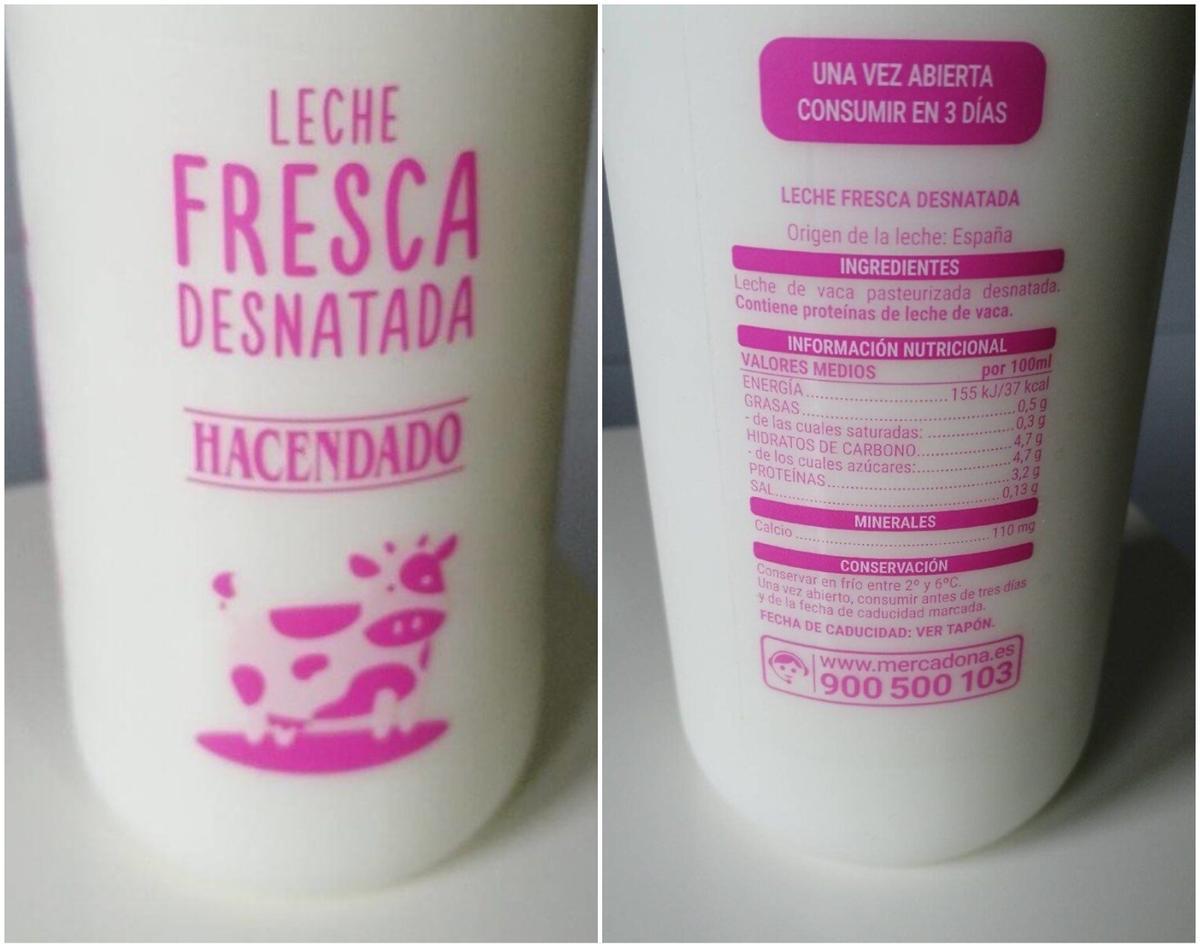 LECHE
FRESCA
DESNATADA
HACENDADO
UNA VEZ ABIERTA
CONSUMIR EN 3 DÍAS
LECHE FRESCA DESNATADA
Origen de la leche: España
INGREDIENTES
Leche de vaca pasteurizada desnatada.
Contiene proteínas de leche de vaca.
INFORMACIÓN NUTRICIONAL
VALORES MEDIOS por 100ml
ENERGÍA 155 kJ/37 kcal
GRASAS 0,5 g
- de las cuales saturadas: 0,3 g
HIDRATOS DE CARBONO 4,7 g
- de los cuales azúcares: 4,7 g
PROTEÍNAS 3,2 g
SAL 0,13 g
MINERALES
Calcio 110 mg
CONSERVACIÓN
Conservar en frío entre 2º y 6ºC.
Una vez abierto, consumir antes de tres días
y de la fecha de caducidad marcada.
FECHA DE CADUCIDAD: VER TAPÓN.
www.mercadona.es
900 500 103